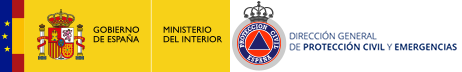 GOBIERNO
DE ESPAÑA
MINISTERIO
DEL INTERIOR
PROTECCIÓN CIVIL
ESPAÑA
DIRECCIÓN GENERAL
DE PROTECCIÓN CIVIL Y EMERGENCIAS